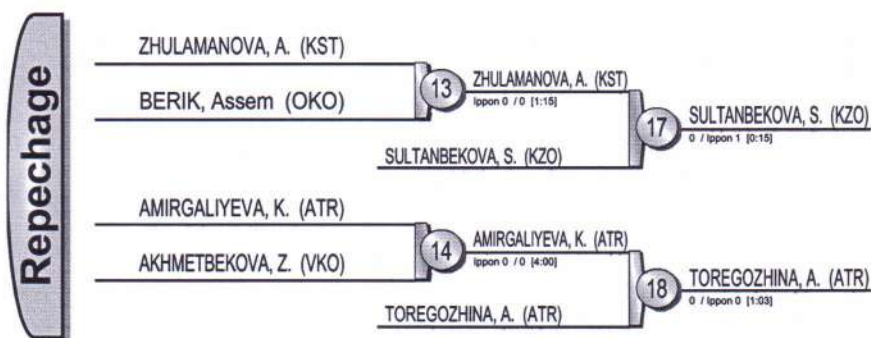 Repechage
ZHULAMANOVA, A. (KST)
BERIK, Assem (OKO)
13
ZHULAMANOVA, A. (KST)
Ippon 0 / 0 [1:15]
SULTANBEKOVA, S. (KZO)
17
SULTANBEKOVA, S. (KZO)
0 / Ippon 1 [0:15]
AMIRGALIYEVA, K. (ATR)
AKHMETBEKOVA, Z. (VKO)
14
AMIRGALIYEVA, K. (ATR)
Ippon 0 / 0 [4:00]
TOREGOZHINA, A. (ATR)
18
TOREGOZHINA, A. (ATR)
0 / Ippon 0 [1:03]